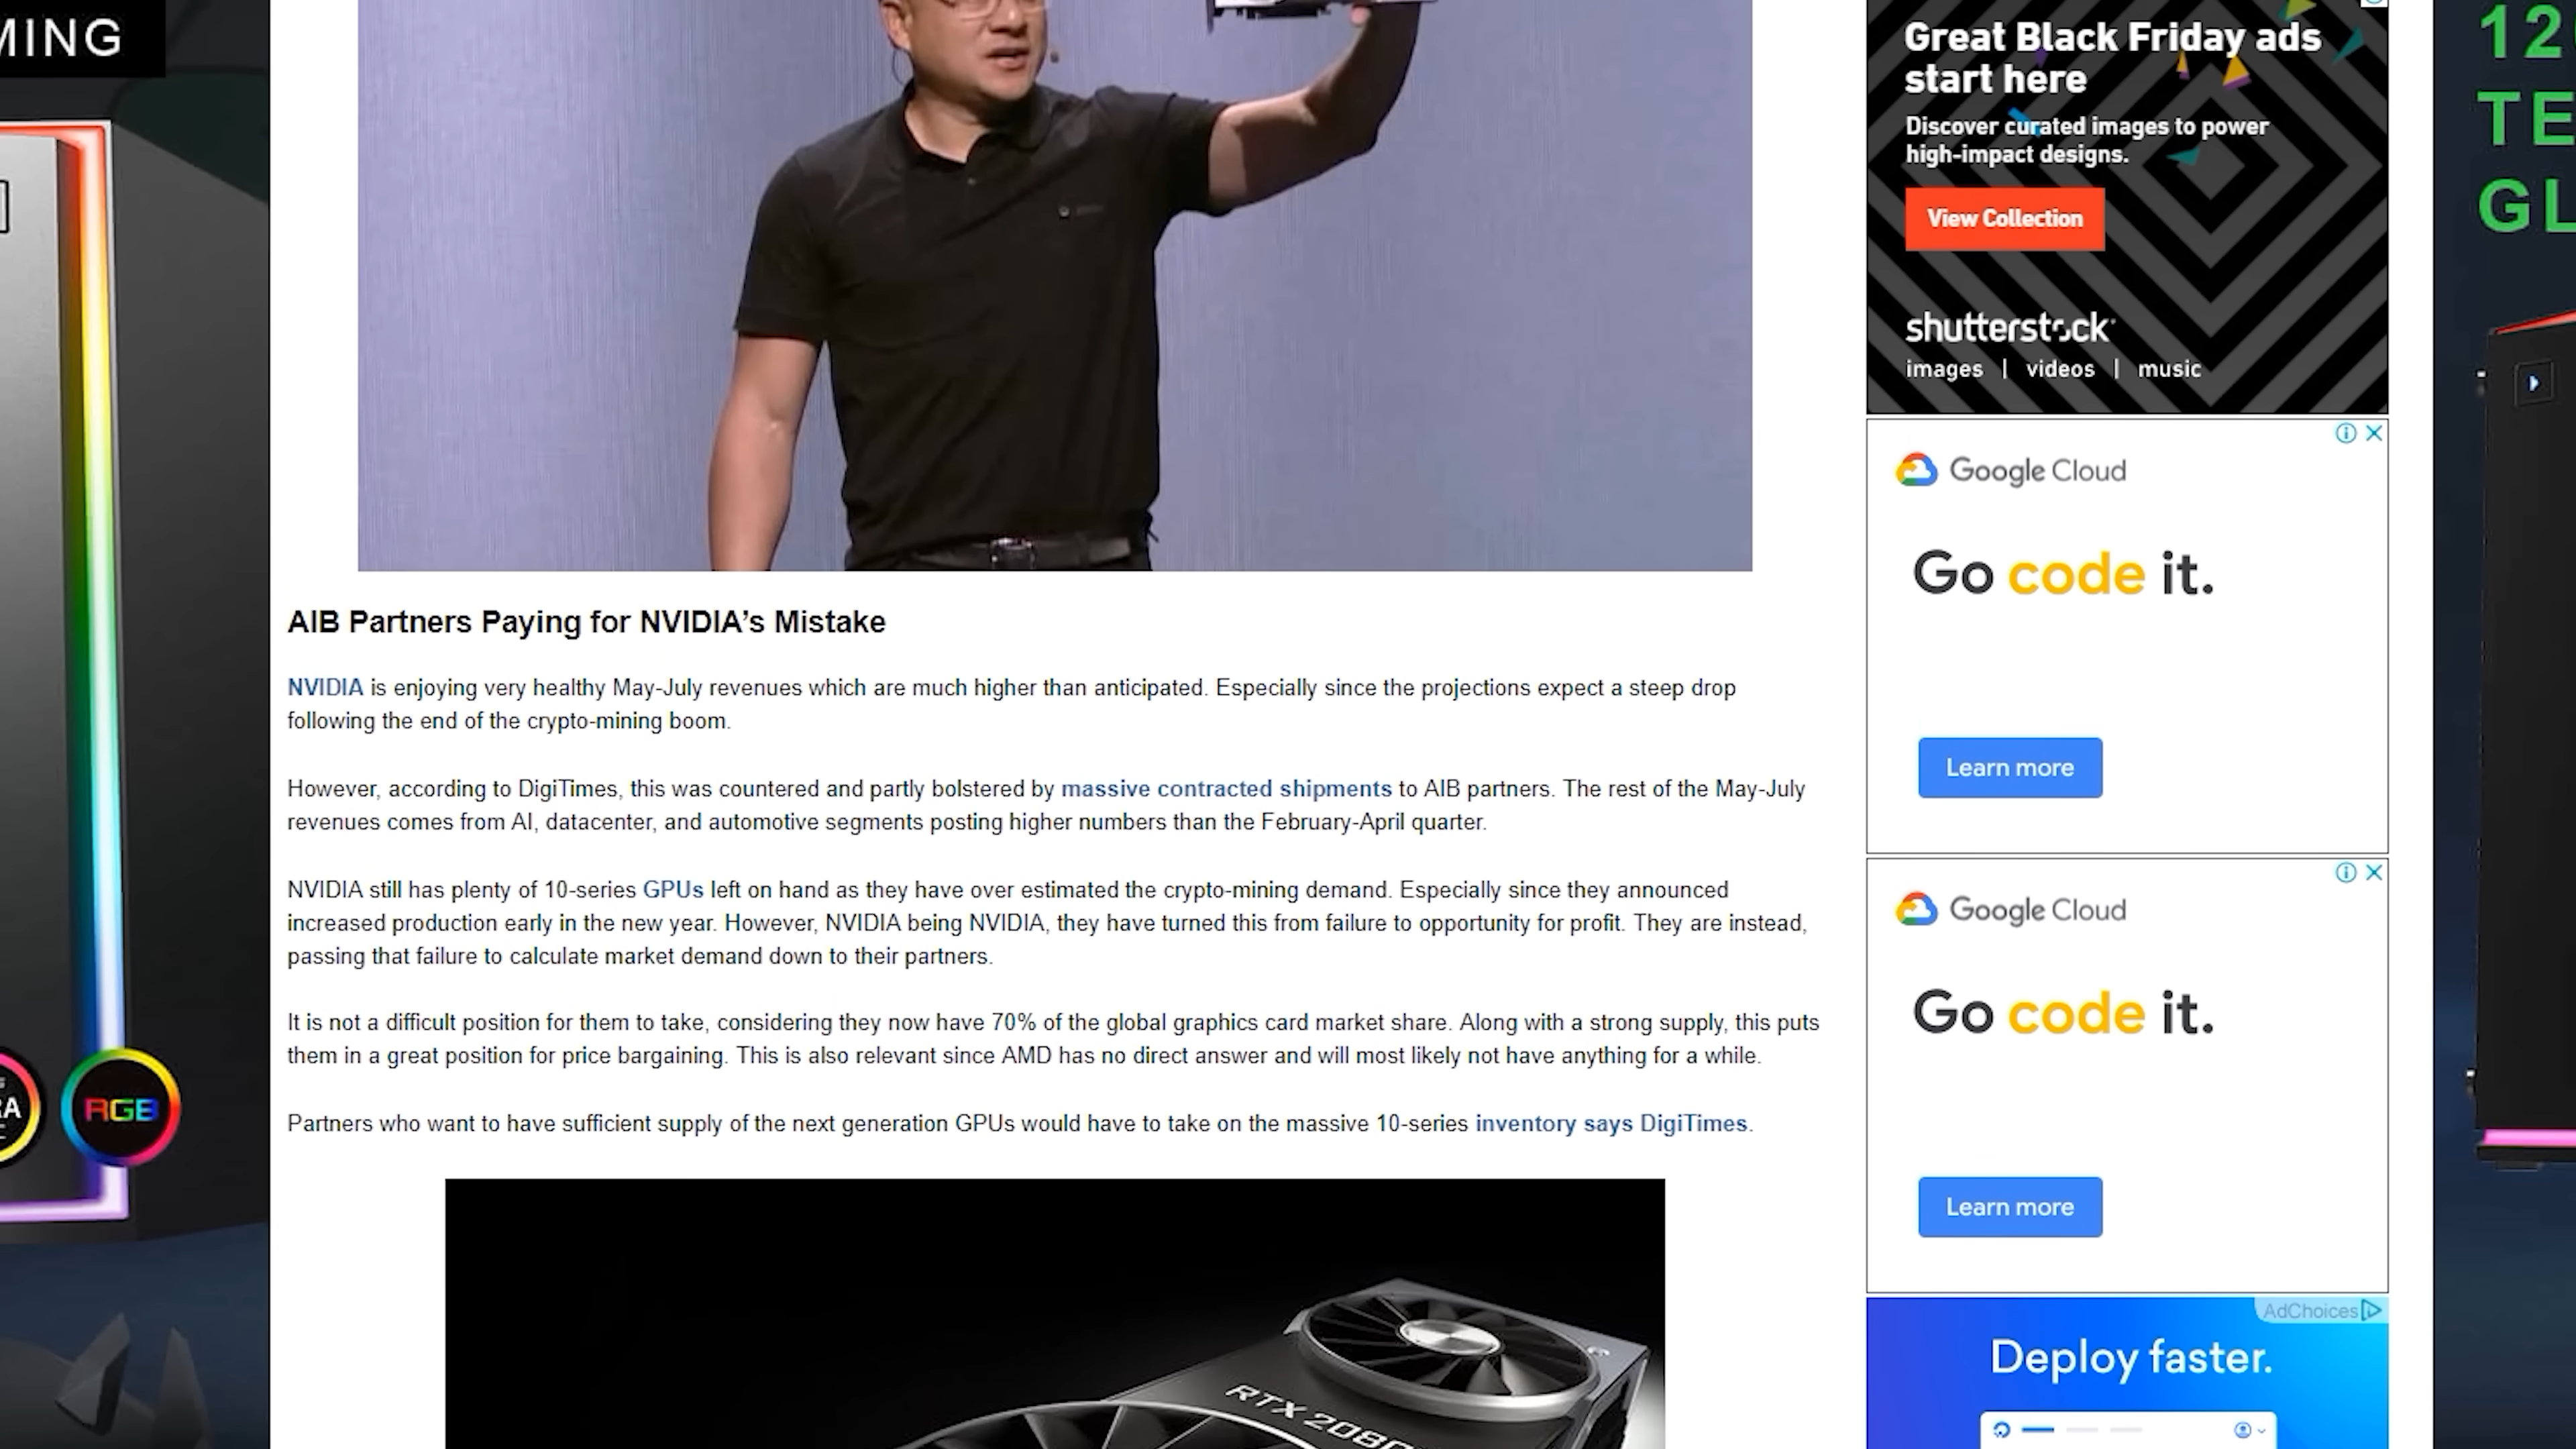 MING
RGB
AIB Partners Paying for NVIDIA's Mistake
NVIDIA is enjoying very healthy May-July revenues which are much higher than anticipated. Especially since the projections expect a steep drop
following the end of the crypto-mining boom.
However, according to DigiTimes, this was countered and partly bolstered by massive contracted shipments to AIB partners. The rest of the May-July
revenues comes from AI, datacenter, and automotive segments posting higher numbers than the February-April quarter.
NVIDIA still has plenty of 10-series GPUs left on hand as they have over estimated the crypto-mining demand. Especially since they announced
increased production early in the new year. However, NVIDIA being NVIDIA, they have turned this from failure to opportunity for profit. They are instead,
passing that failure to calculate market demand down to their partners.
It is not a difficult position for them to take, considering they now have 70% of the global graphics card market share. Along with a strong supply, this puts
them in a great position for price bargaining. This is also relevant since AMD has no direct answer and will most likely not have anything for a while.
Partners who want to have sufficient supply of the next generation GPUs would have to take on the massive 10-series inventory says DigiTimes.
RTX 2080
Great Black Friday ads
start here
Discover curated images to power
high-impact designs.
View Collection
shutterstock
images | videos | music
Google Cloud
Go code it.
Learn more
Google Cloud
Go code it.
Learn more
AdChoices
Deploy faster.
12
TE
GL